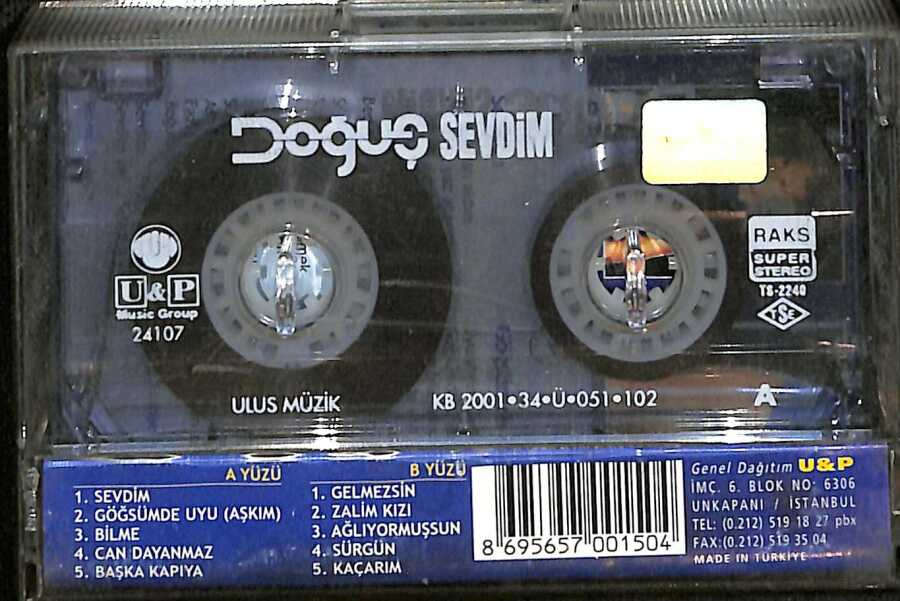 Doğuş SEVDİM
U&P
Music Group
24107
RAKS
SUPER
STEREO
TS-2240
TSE
ULUS MÜZİK
KB 2001•34•Ü•051•102
A
A YÜZÜ
1. SEVDİM
2. GÖĞSÜMDE UYU (AŞKIM)
3. BİLME
4. CAN DAYANMAZ
5. BAŞKA KAPIYA
B YÜZÜ
1. GELMEZSİN
2. ZALİM KIZI
3. AĞLIYORMUŞSUN
4. SÜRGÜN
5. KAÇARIM
8 695657 001504
Genel Dağıtım U&P
İMÇ. 6. BLOK NO: 6306
UNKAPANI / İSTANBUL
TEL: (0.212) 519 18 27 pbx
FAX:(0.212) 519 35 04
MADE IN TÜRKİYE